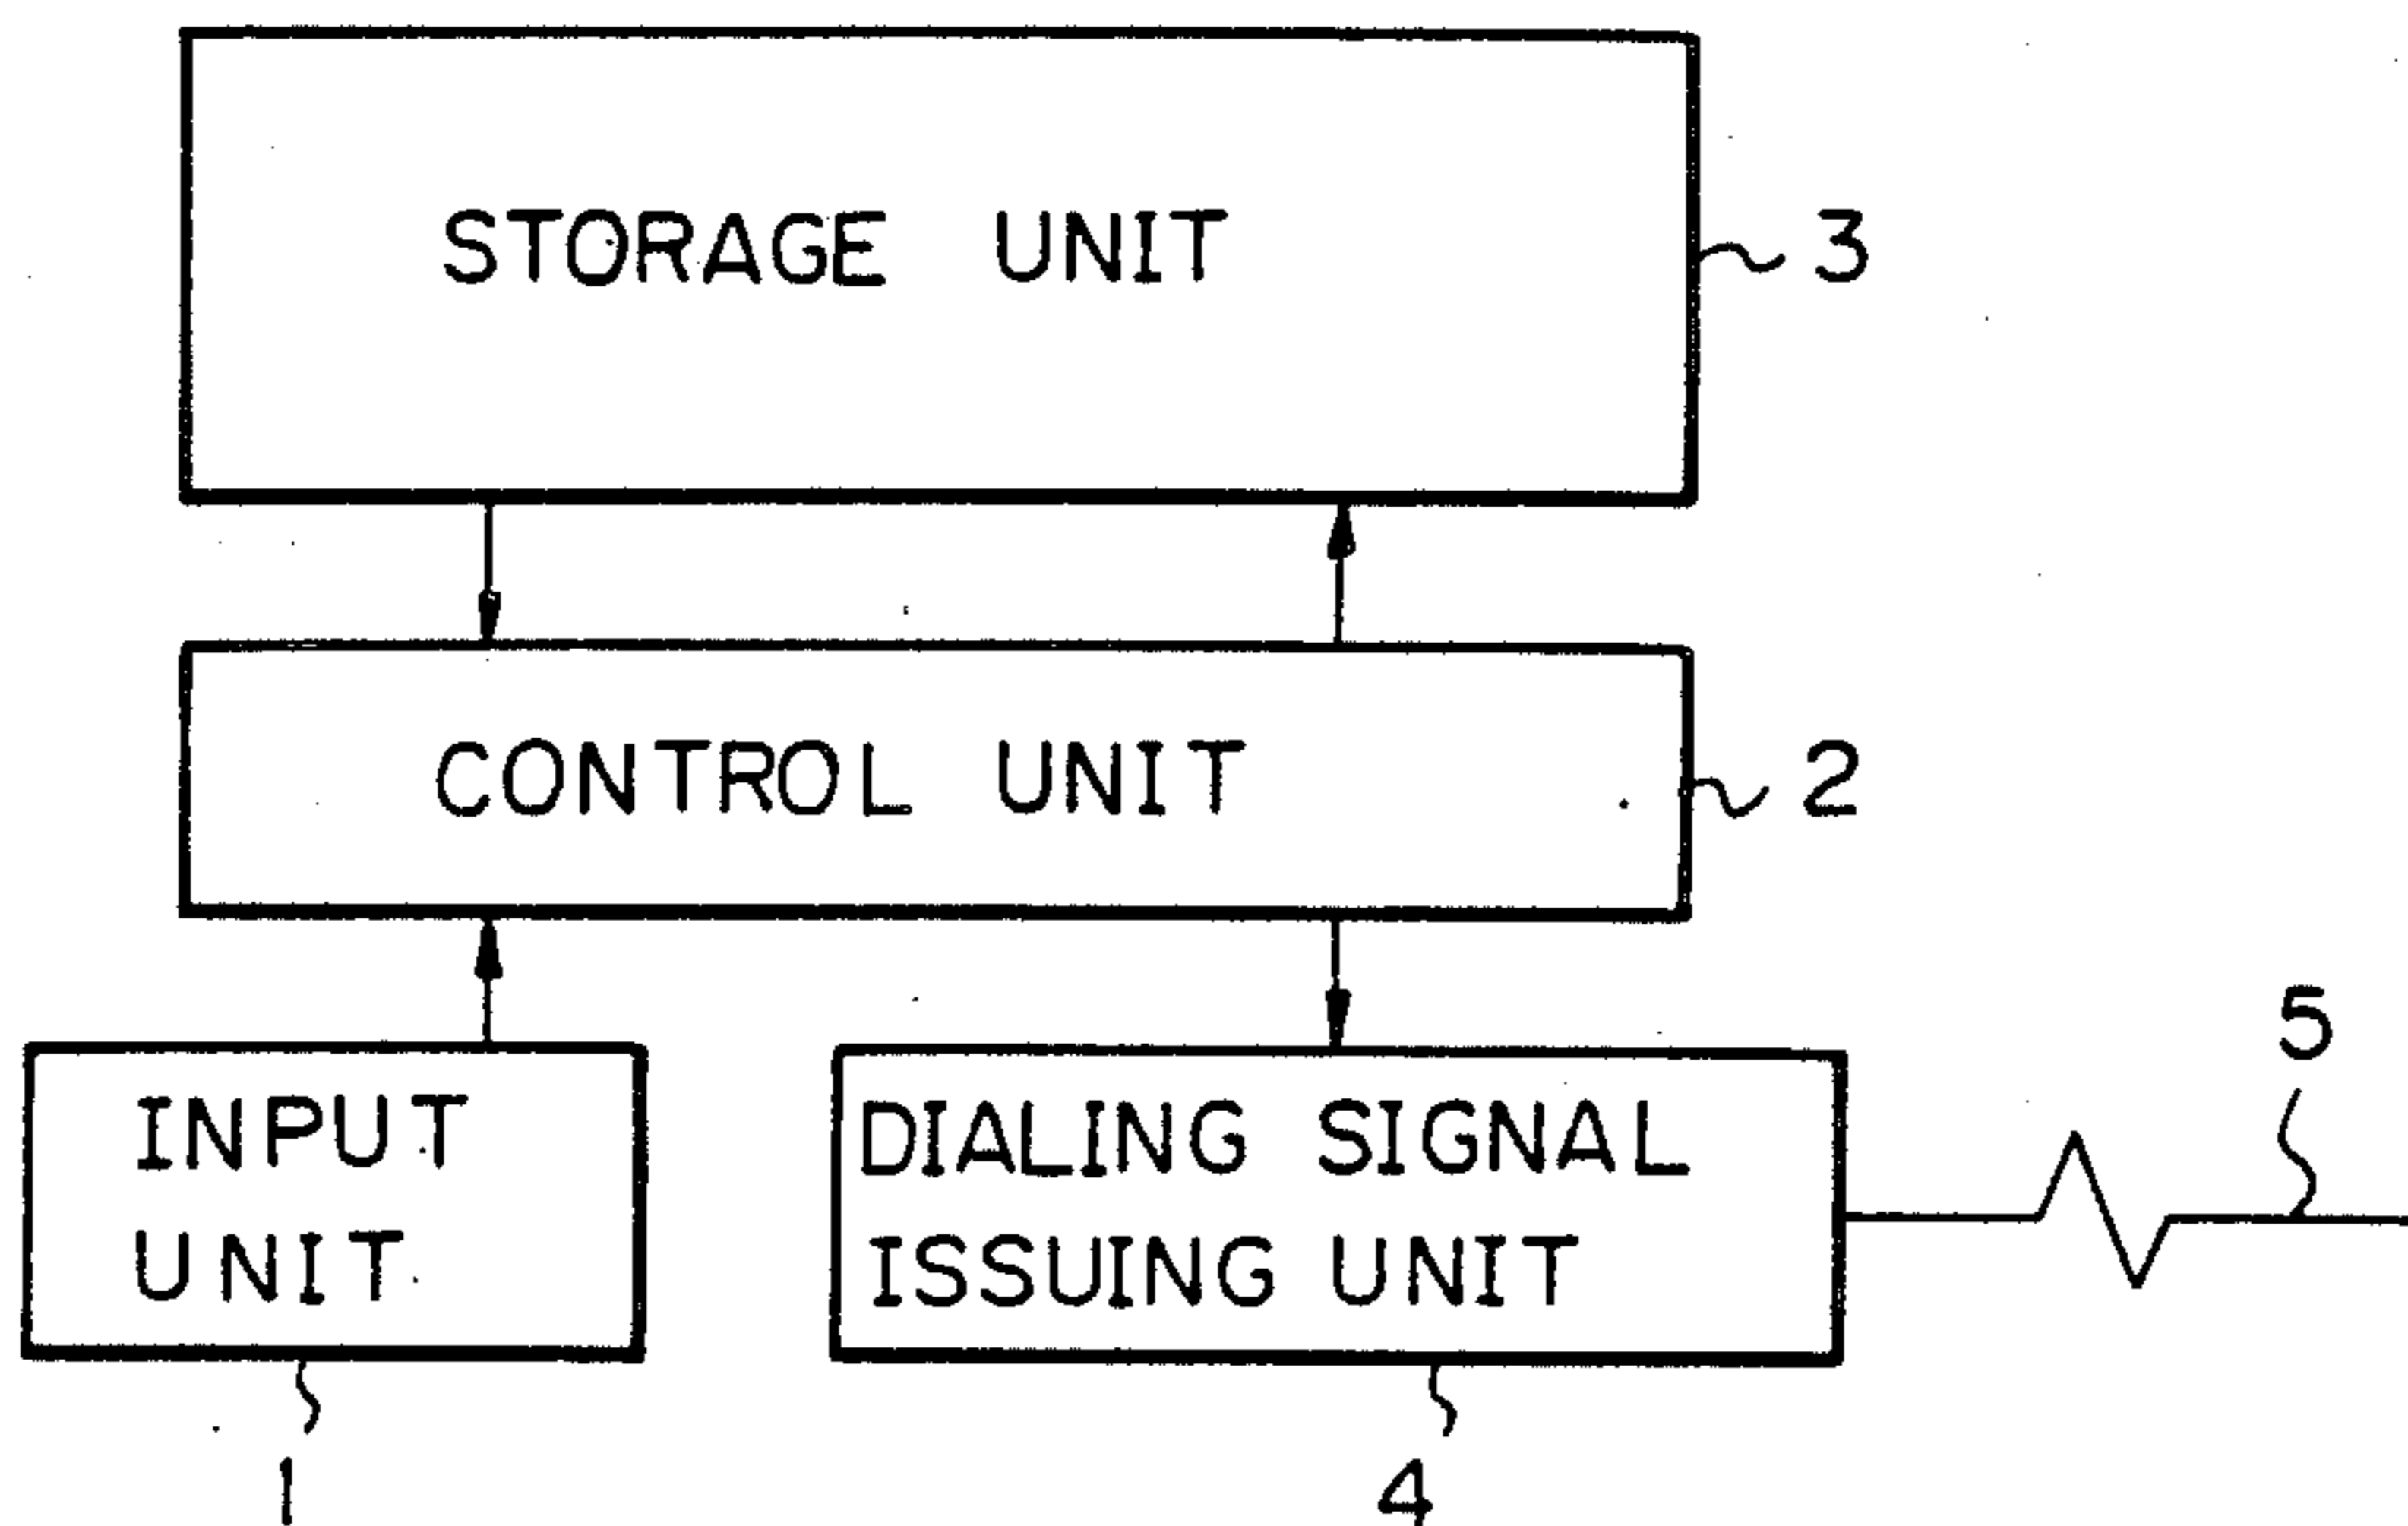 STORAGE UNIT
3
CONTROL UNIT
2
5
INPUT
UNIT
DIALING SIGNAL
ISSUING UNIT
1
4